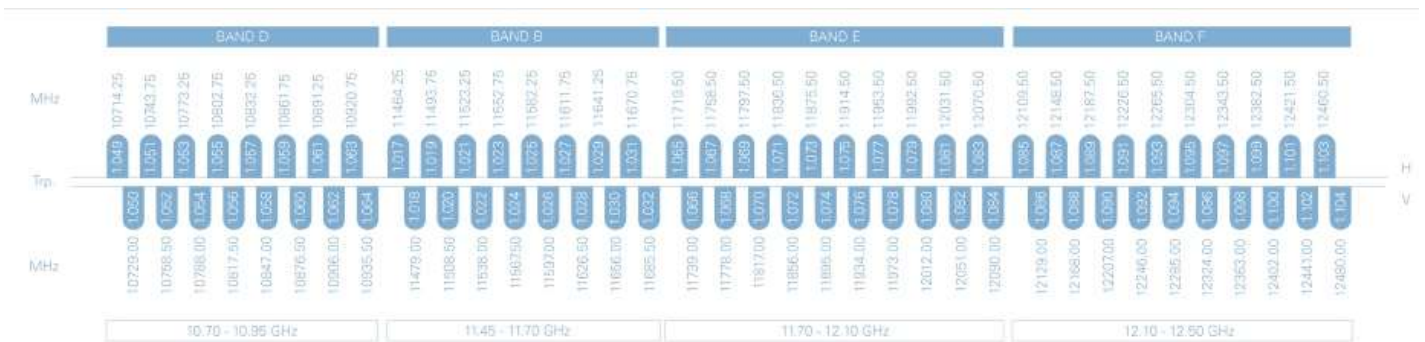 BAND D BAND B BAND E BAND F
MHz 10714.25 10743.75 10773.25 10802.75 10832.25 10861.75 10891.25 10920.75 11464.25 11493.75 11523.25 11552.75 11582.25 11611.75 11641.25 11670.75 11719.50 11758.50 11797.50 11836.50 11875.50 11914.50 11953.50 11992.50 12031.50 12070.50 12109.50 12148.50 12187.50 12226.50 12265.50 12304.50 12343.50 12382.50 12421.50 12460.50
1.049 1.051 1.053 1.055 1.057 1.059 1.061 1.063 1.017 1.019 1.021 1.023 1.025 1.027 1.029 1.031 1.065 1.067 1.069 1.071 1.073 1.075 1.077 1.079 1.081 1.083 1.085 1.087 1.089 1.091 1.093 1.095 1.097 1.099 1.101 1.103 H
Trp.
1.050 1.052 1.054 1.056 1.058 1.060 1.062 1.064 1.018 1.020 1.022 1.024 1.026 1.028 1.030 1.032 1.066 1.068 1.070 1.072 1.074 1.076 1.078 1.080 1.082 1.084 1.086 1.088 1.090 1.092 1.094 1.096 1.098 1.100 1.102 1.104 V
MHz 10729.00 10758.50 10788.00 10817.50 10847.00 10876.50 10906.00 10935.50 11479.00 11508.50 11538.00 11567.50 11597.00 11626.50 11656.00 11685.50 11739.00 11778.00 11817.00 11856.00 11895.00 11934.00 11973.00 12012.00 12051.00 12090.00 12129.00 12168.00 12207.00 12246.00 12285.00 12324.00 12363.00 12402.00 12441.00 12480.00
10.70 - 10.95 GHz 11.45 - 11.70 GHz 11.70 - 12.10 GHz 12.10 - 12.50 GHz